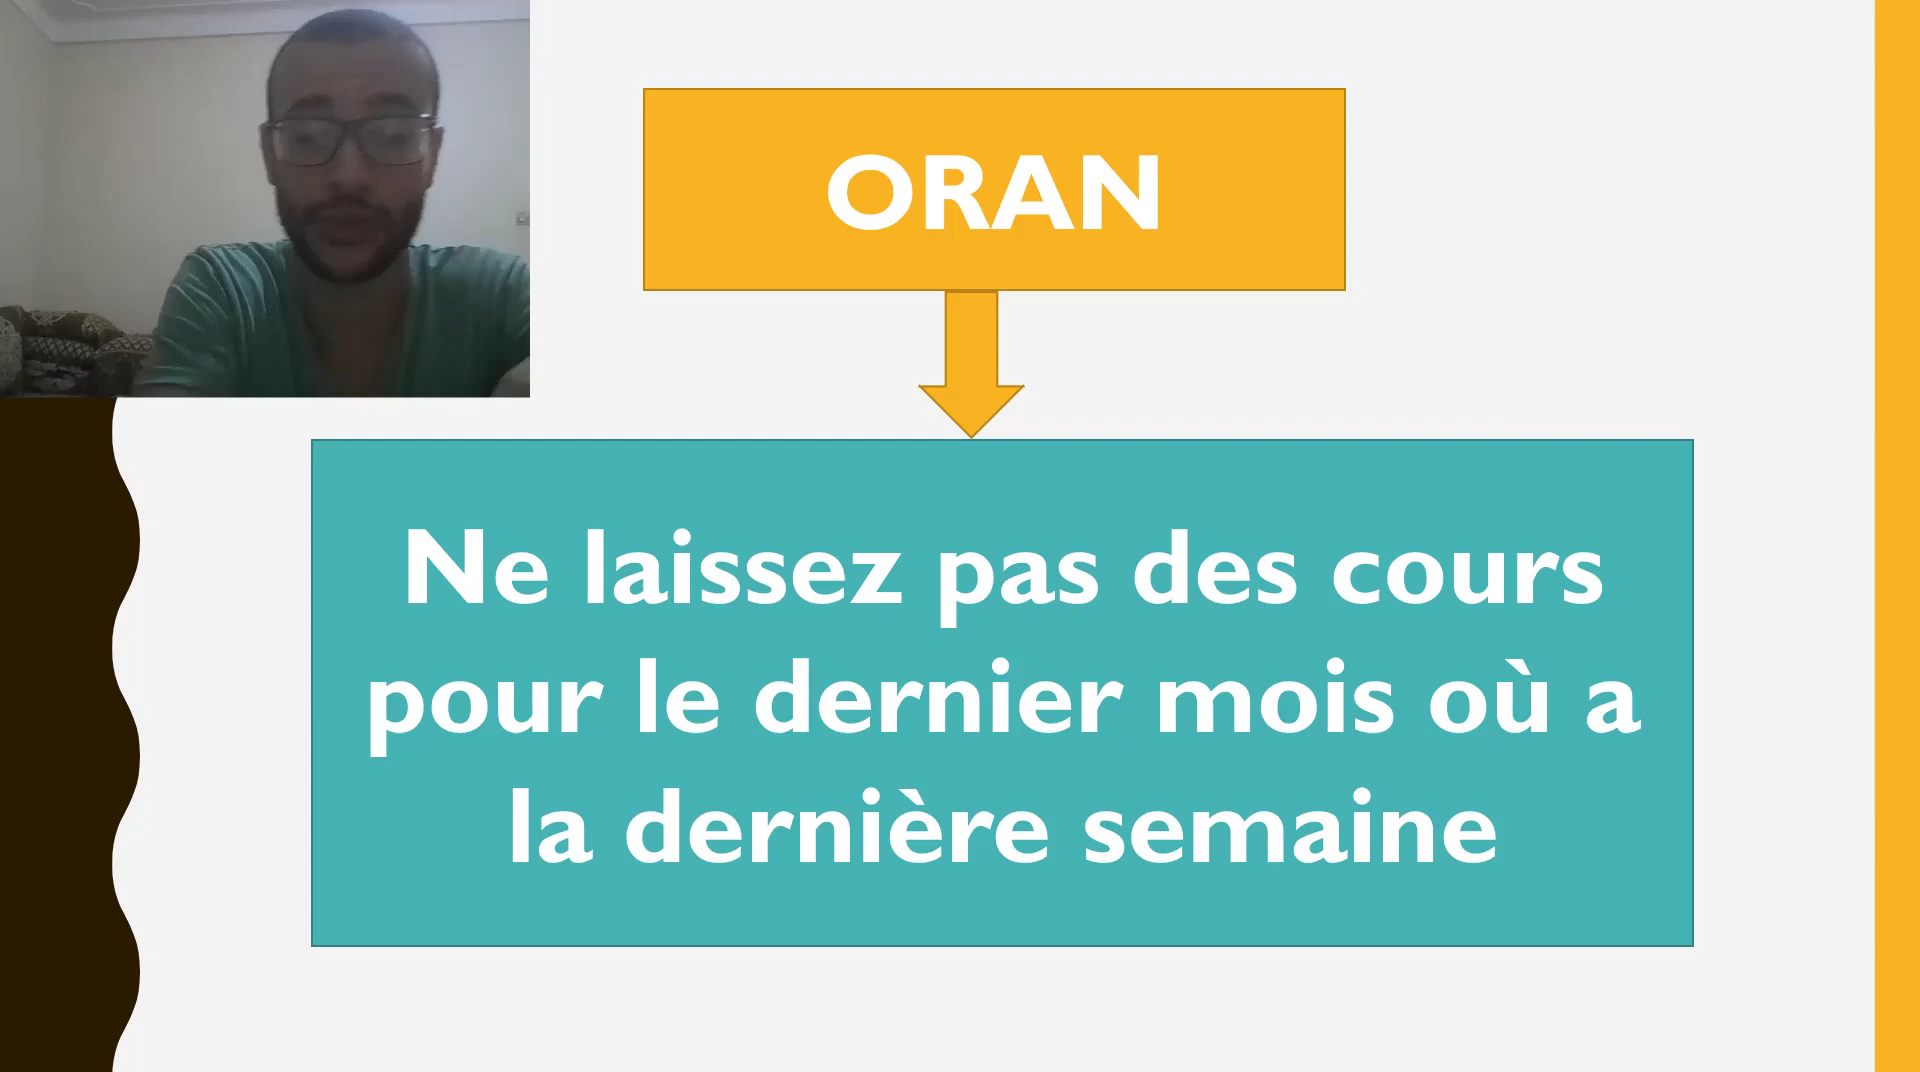 ORAN
Ne laissez pas des cours
pour le dernier mois où a
la dernière semaine